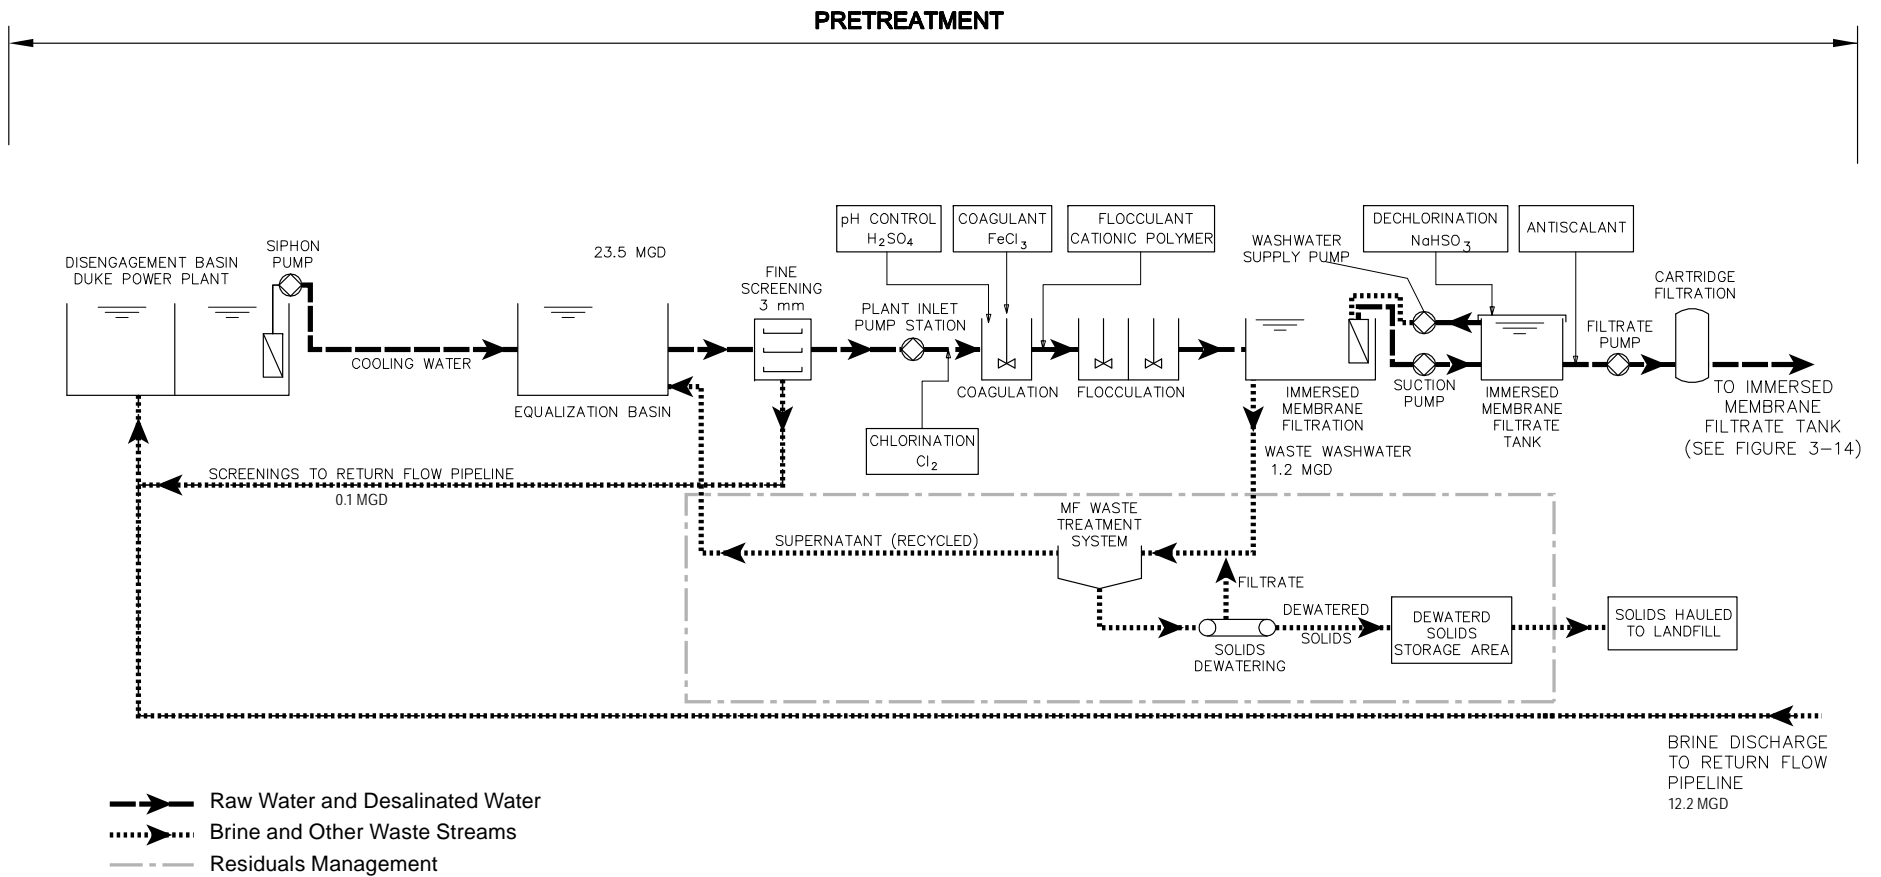 PRETREATMENT
DISENGAGEMENT BASIN
DUKE POWER PLANT
SIPHON
PUMP
COOLING WATER
23.5 MGD
EQUALIZATION BASIN
FINE
SCREENING
3 mm
PLANT INLET
PUMP STATION
pH CONTROL
H2SO4
COAGULANT
FeCl3
FLOCCULANT
CATIONIC POLYMER
CHLORINATION
Cl2
COAGULATION
FLOCCULATION
WASHWATER
SUPPLY PUMP
DECHLORINATION
NaHSO3
ANTISCALANT
IMMERSED
MEMBRANE
FILTRATION
SUCTION
PUMP
IMMERSED
MEMBRANE
FILTRATE
TANK
FILTRATE
PUMP
CARTRIDGE
FILTRATION
TO IMMERSED
MEMBRANE
FILTRATE TANK
(SEE FIGURE 3-14)
SCREENINGS TO RETURN FLOW PIPELINE
0.1 MGD
WASTE WASHWATER
1.2 MGD
SUPERNATANT (RECYCLED)
MF WASTE
TREATMENT
SYSTEM
FILTRATE
SOLIDS
DEWATERING
DEWATERED
SOLIDS
DEWATERD
SOLIDS
STORAGE AREA
SOLIDS HAULED
TO LANDFILL
BRINE DISCHARGE
TO RETURN FLOW
PIPELINE
12.2 MGD
Raw Water and Desalinated Water
Brine and Other Waste Streams
Residuals Management